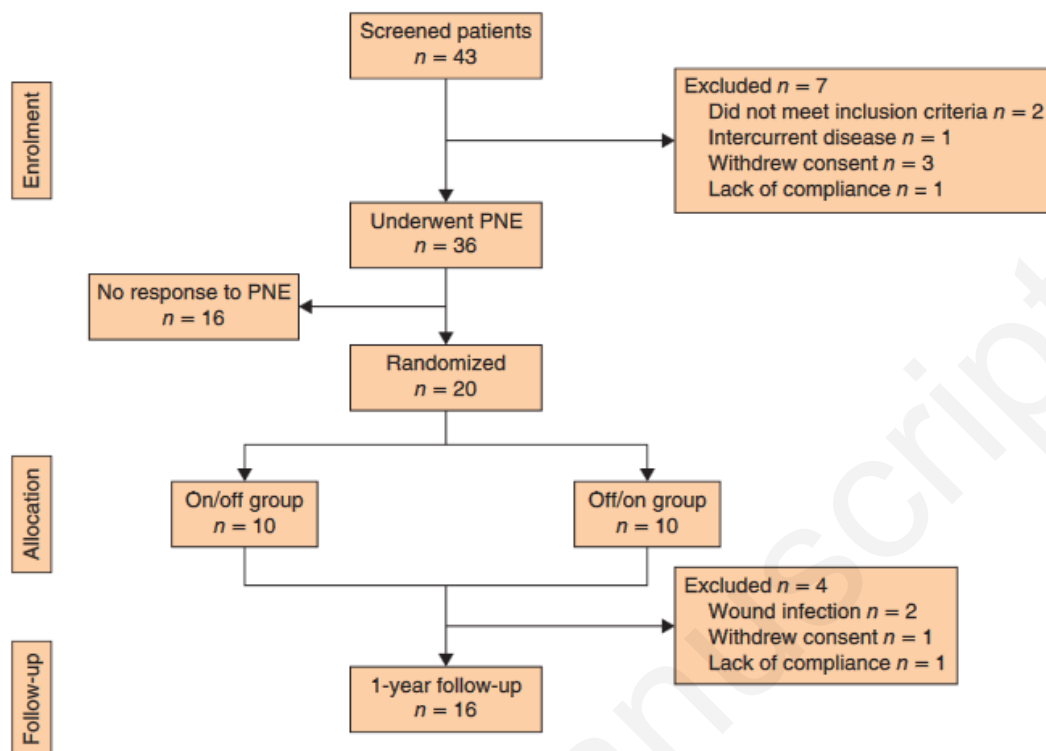 Screened patients
n = 43
Enrolment
Excluded n = 7
Did not meet inclusion criteria n = 2
Intercurrent disease n = 1
Withdrew consent n = 3
Lack of compliance n = 1
Underwent PNE
n = 36
No response to PNE
n = 16
Randomized
n = 20
Allocation
On/off group
n = 10
Off/on group
n = 10
Excluded n = 4
Wound infection n = 2
Withdrew consent n = 1
Lack of compliance n = 1
Follow-up
1-year follow-up
n = 16